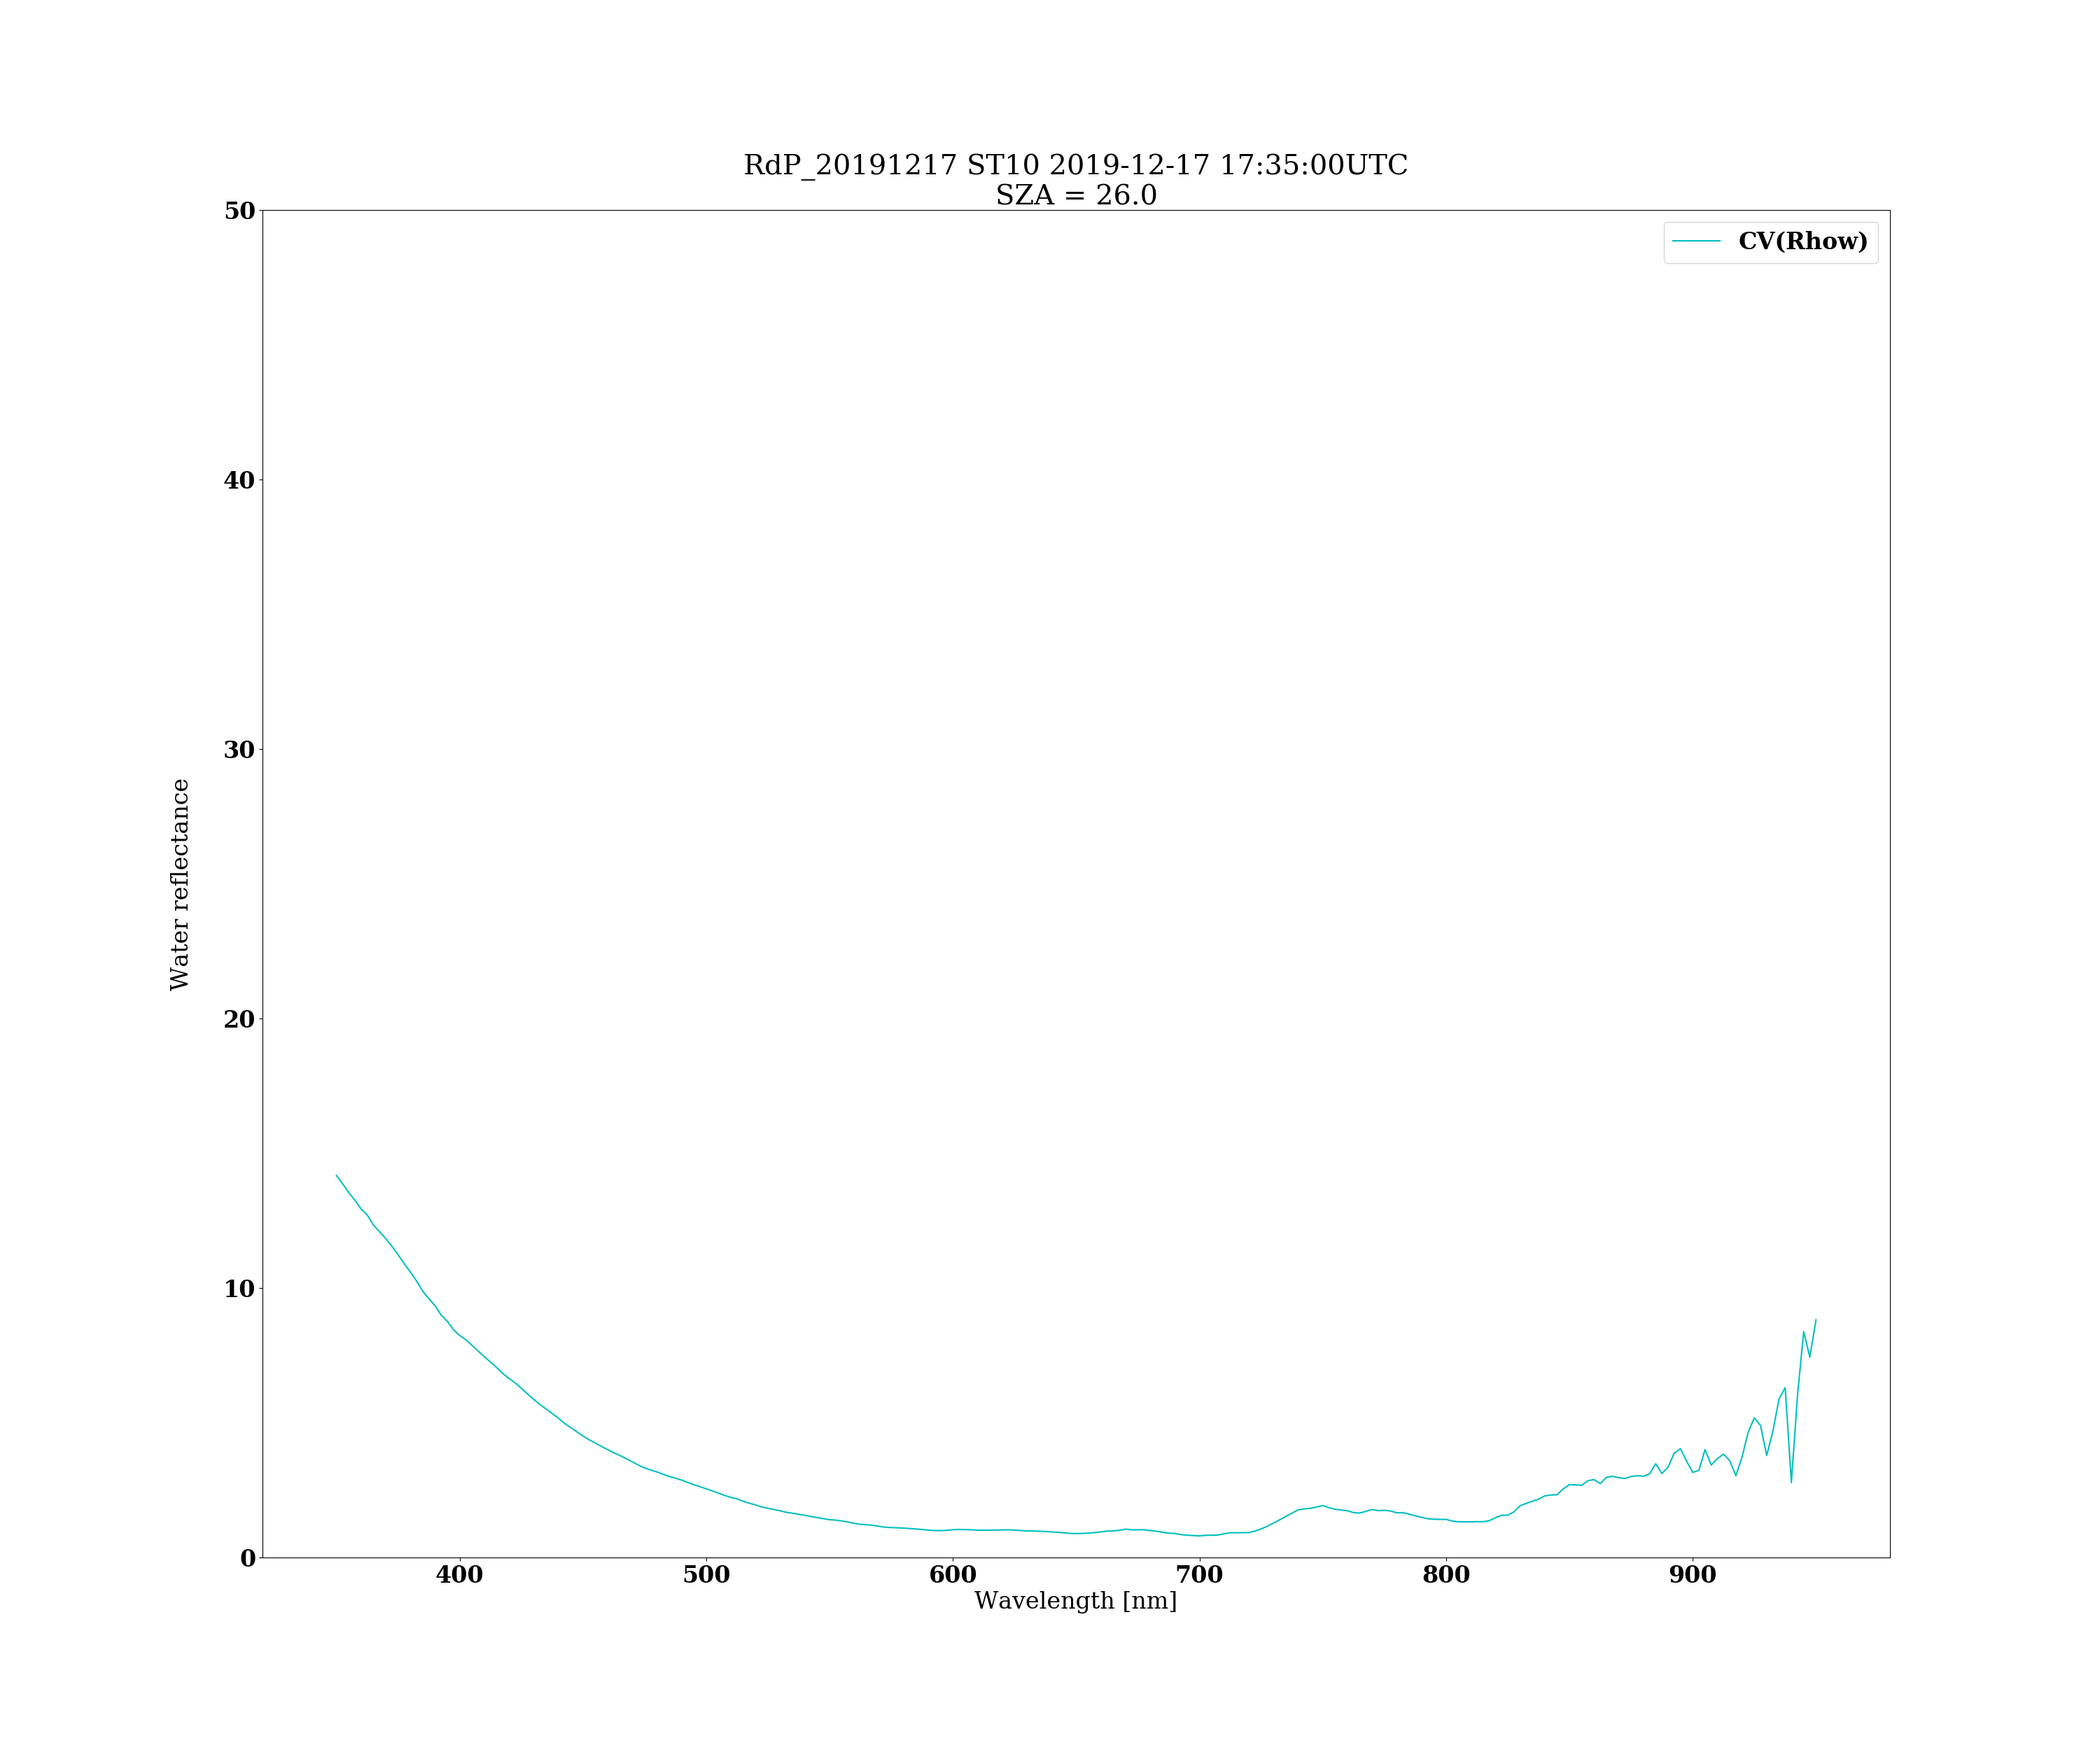 RdP_20191217 ST10 2019-12-17 17:35:00UTC
SZA = 26.0
CV(Rhow)
50
40
30
20
10
0
Water reflectance
400 500 600 700 800 900
Wavelength [nm]